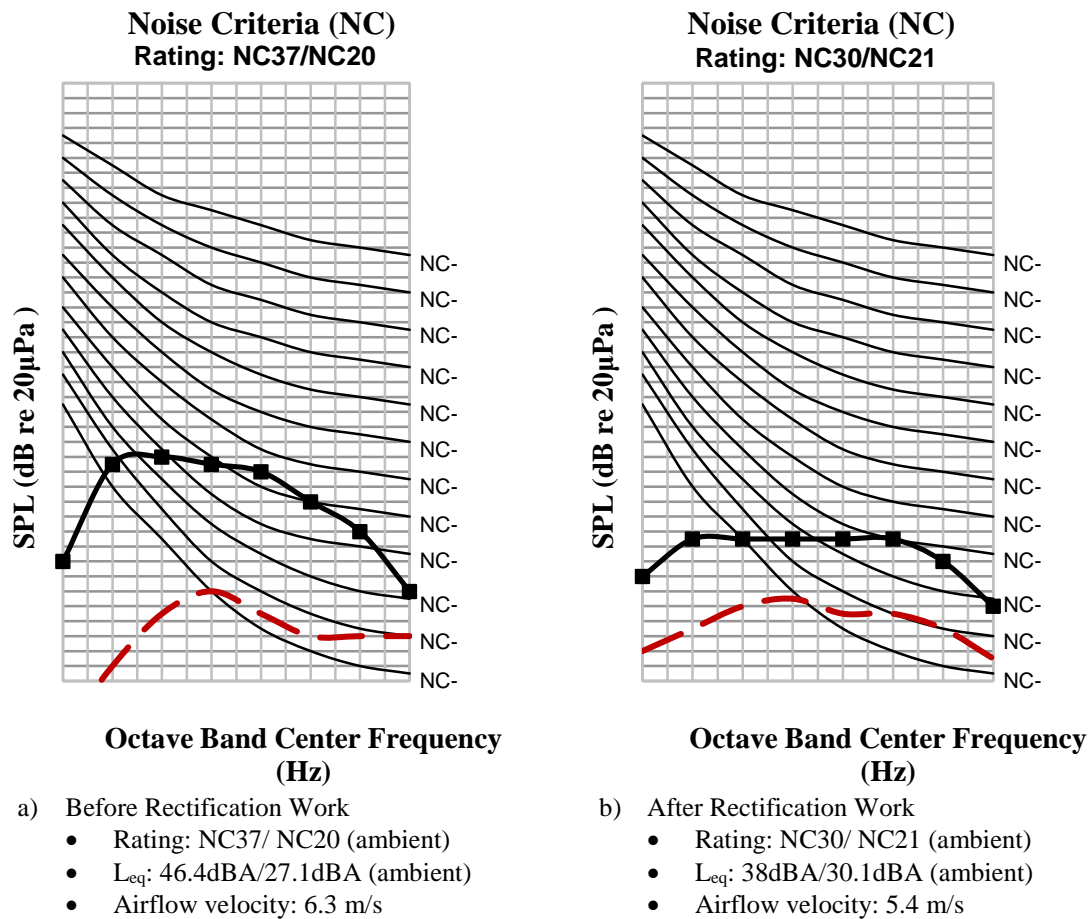 Noise Criteria (NC)
Rating: NC37/NC20
SPL (dB re 20µPa )
NC-
NC-
NC-
NC-
NC-
NC-
NC-
NC-
NC-
NC-
NC-
NC-
Octave Band Center Frequency
(Hz)
a) Before Rectification Work
• Rating: NC37/ NC20 (ambient)
• Leq: 46.4dBA/27.1dBA (ambient)
• Airflow velocity: 6.3 m/s
Noise Criteria (NC)
Rating: NC30/NC21
SPL (dB re 20µPa )
NC-
NC-
NC-
NC-
NC-
NC-
NC-
NC-
NC-
NC-
NC-
NC-
Octave Band Center Frequency
(Hz)
b) After Rectification Work
• Rating: NC30/ NC21 (ambient)
• Leq: 38dBA/30.1dBA (ambient)
• Airflow velocity: 5.4 m/s